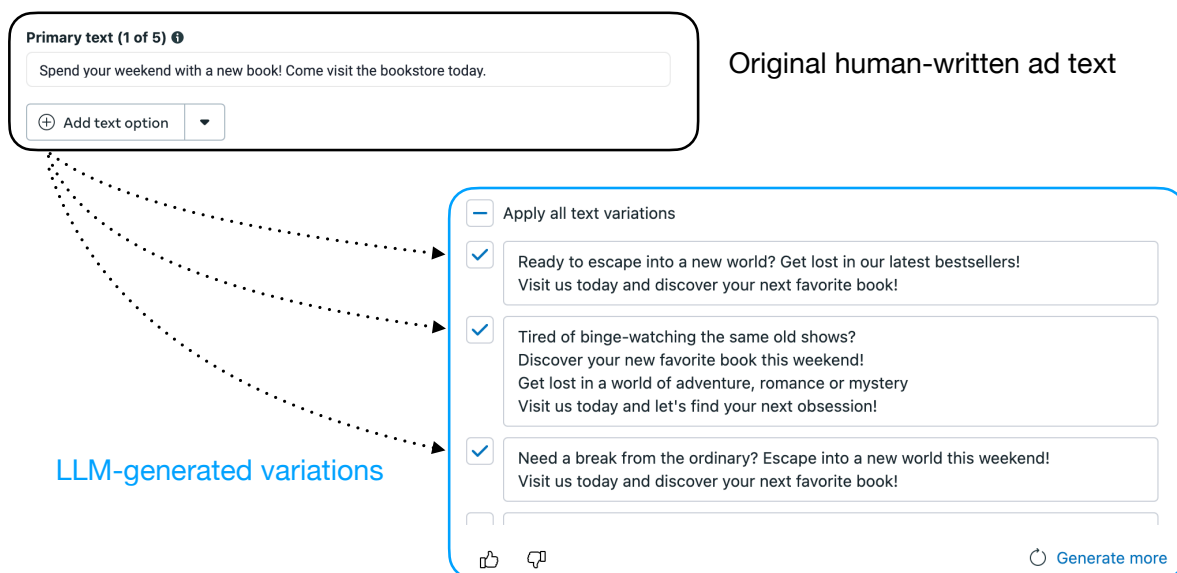 Primary text (1 of 5)
Spend your weekend with a new book! Come visit the bookstore today.
Add text option
Original human-written ad text
Apply all text variations
Ready to escape into a new world? Get lost in our latest bestsellers!
Visit us today and discover your next favorite book!
Tired of binge-watching the same old shows?
Discover your new favorite book this weekend!
Get lost in a world of adventure, romance or mystery
Visit us today and let's find your next obsession!
Need a break from the ordinary? Escape into a new world this weekend!
Visit us today and discover your next favorite book!
LLM-generated variations
Generate more